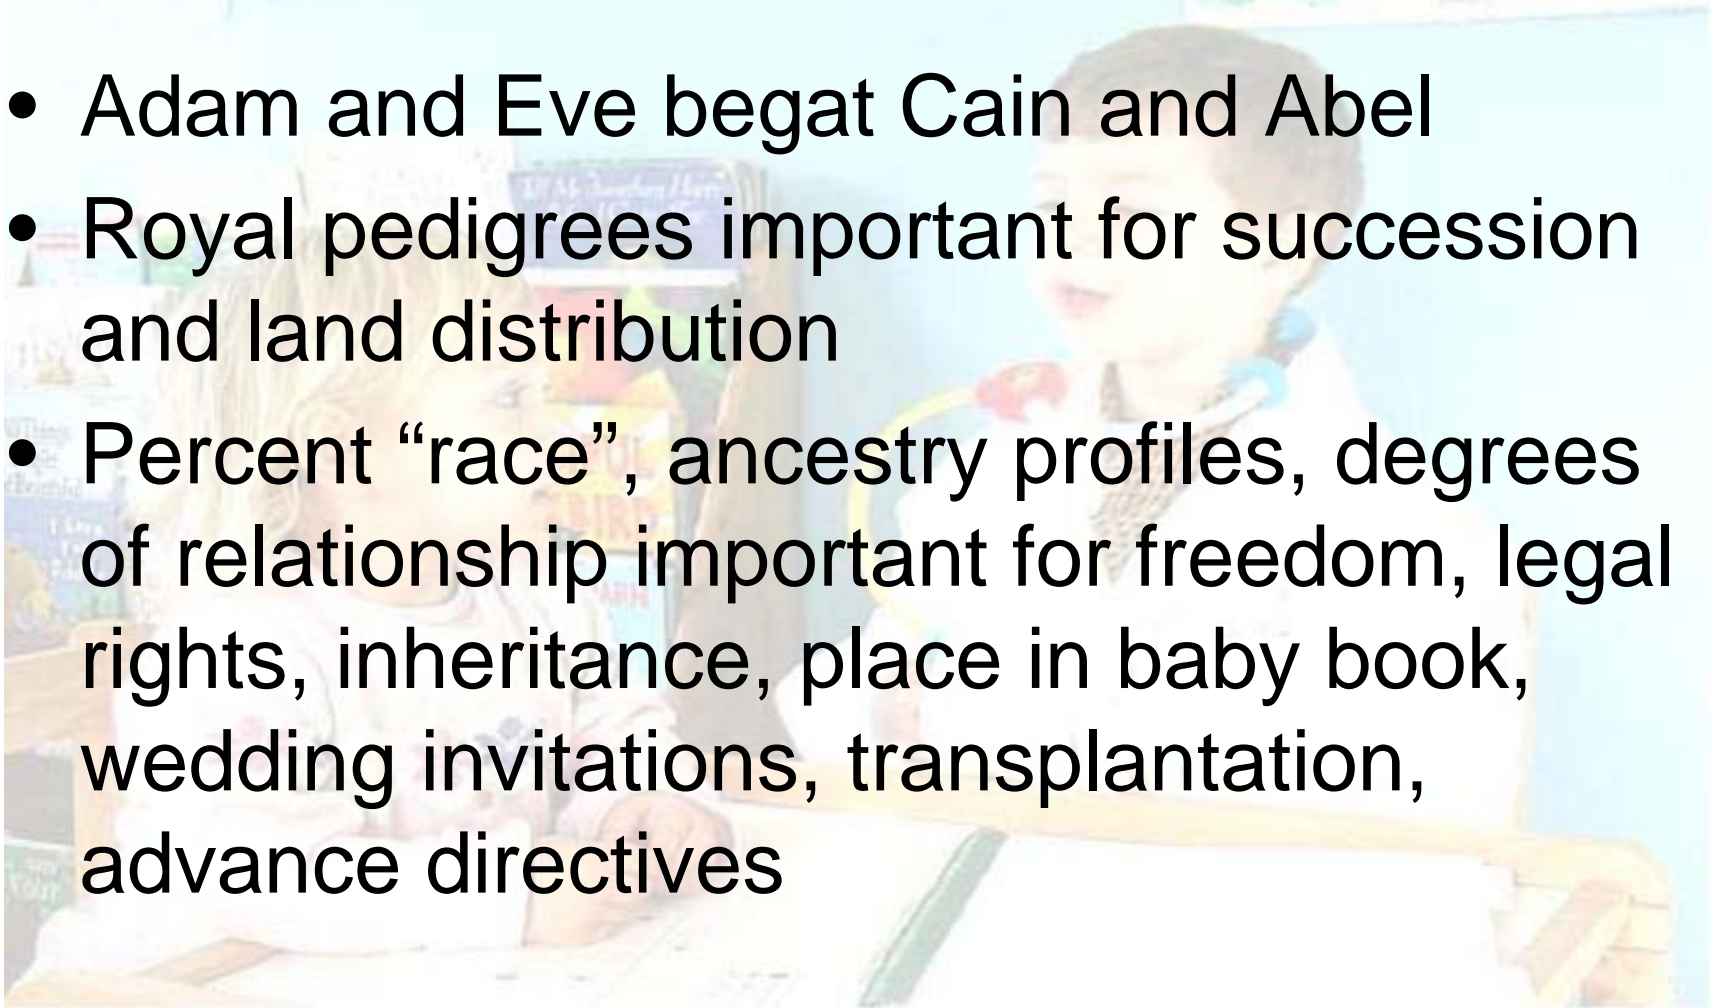 • Adam and Eve begat Cain and Abel
• Royal pedigrees important for succession
and land distribution
• Percent “race”, ancestry profiles, degrees
of relationship important for freedom, legal
rights, inheritance, place in baby book,
wedding invitations, transplantation,
advance directives